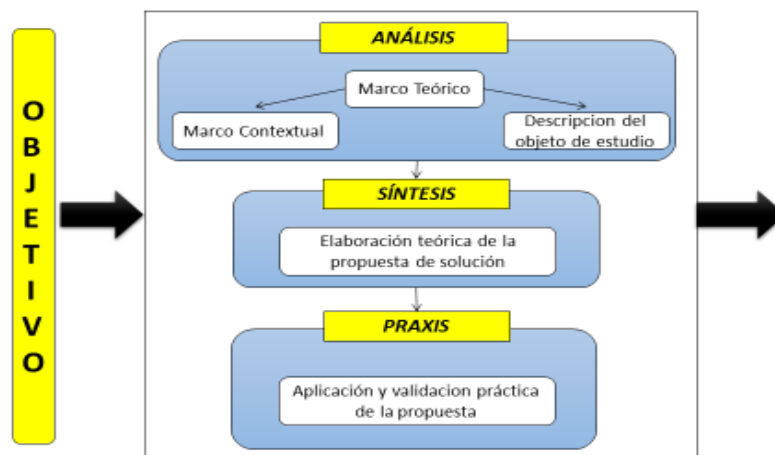 OBJETIVO
ANÁLISIS
Marco Teórico
Marco Contextual
Descripcion del
objeto de estudio
SÍNTESIS
Elaboración teórica de la
propuesta de solución
PRAXIS
Aplicación y validacion práctica
de la propuesta